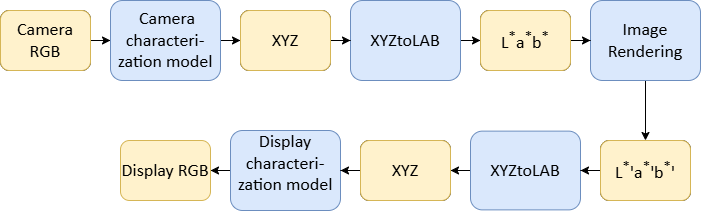 Camera
RGB
Camera
characteri-
zation model
XYZ
XYZtoLAB
L*a*b*
Image
Rendering
Display RGB
Display
characteri-
zation model
XYZ
XYZtoLAB
L*'a*'b*'